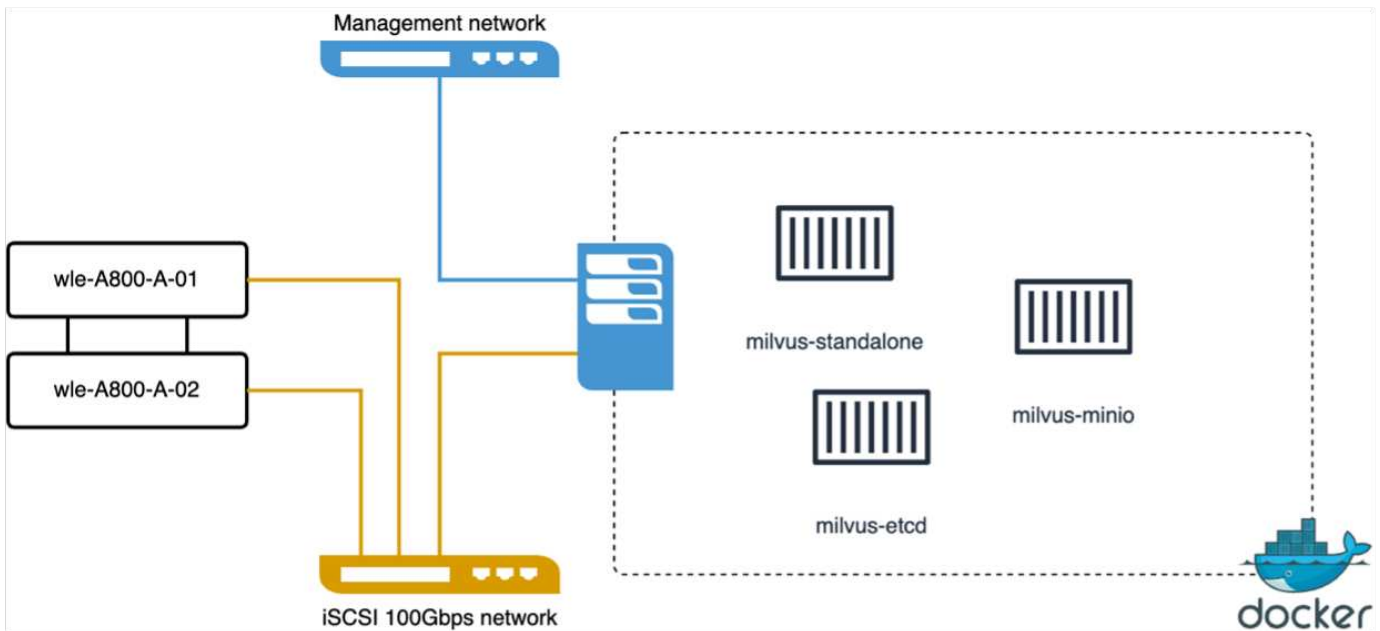 Management network
wle-A800-A-01
wle-A800-A-02
milvus-standalone
milvus-minio
milvus-etcd
iSCSI 100Gbps network
docker